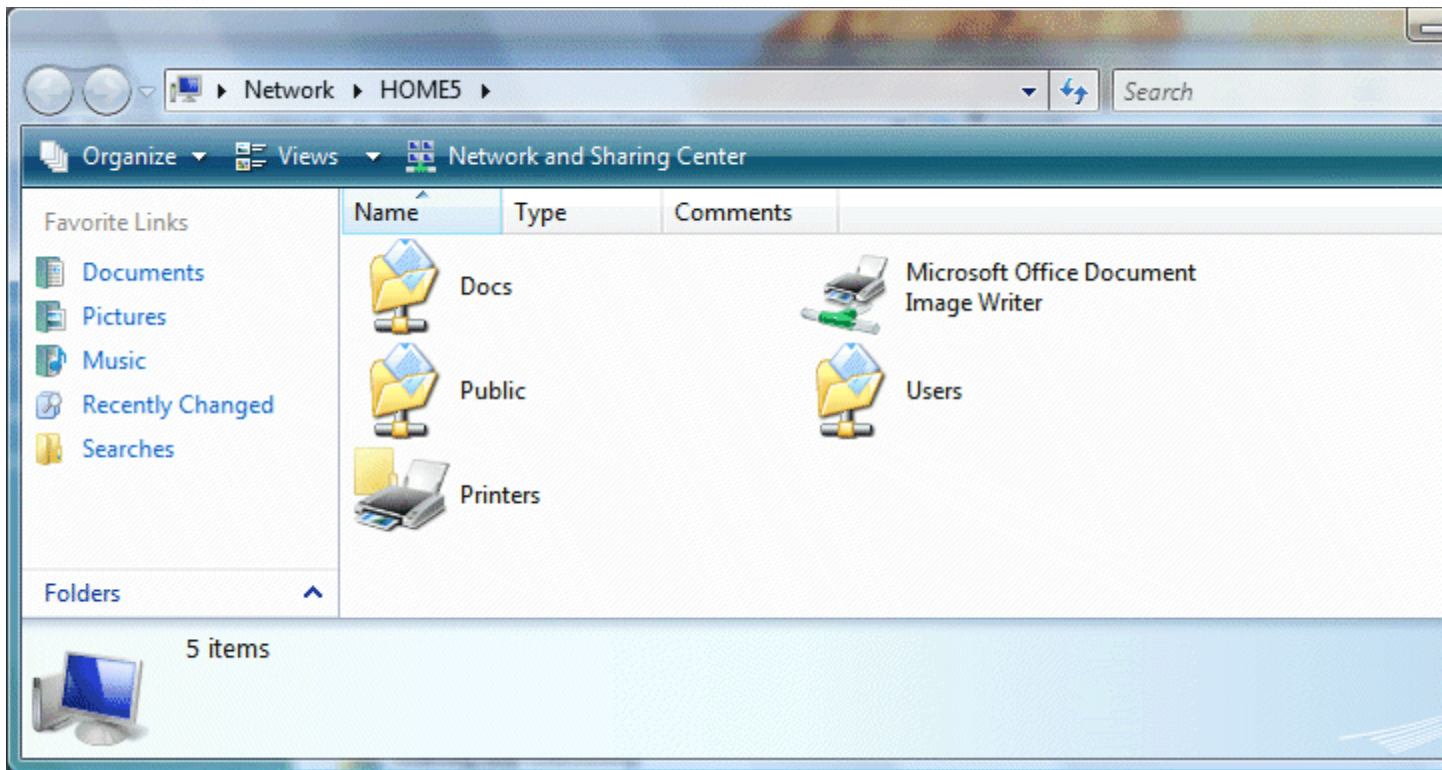 Network HOME5
Search
Organize Views Network and Sharing Center
Favorite Links
Documents
Pictures
Music
Recently Changed
Searches
Folders
Name Type Comments
Docs
Microsoft Office Document
Image Writer
Public
Users
Printers
5 items